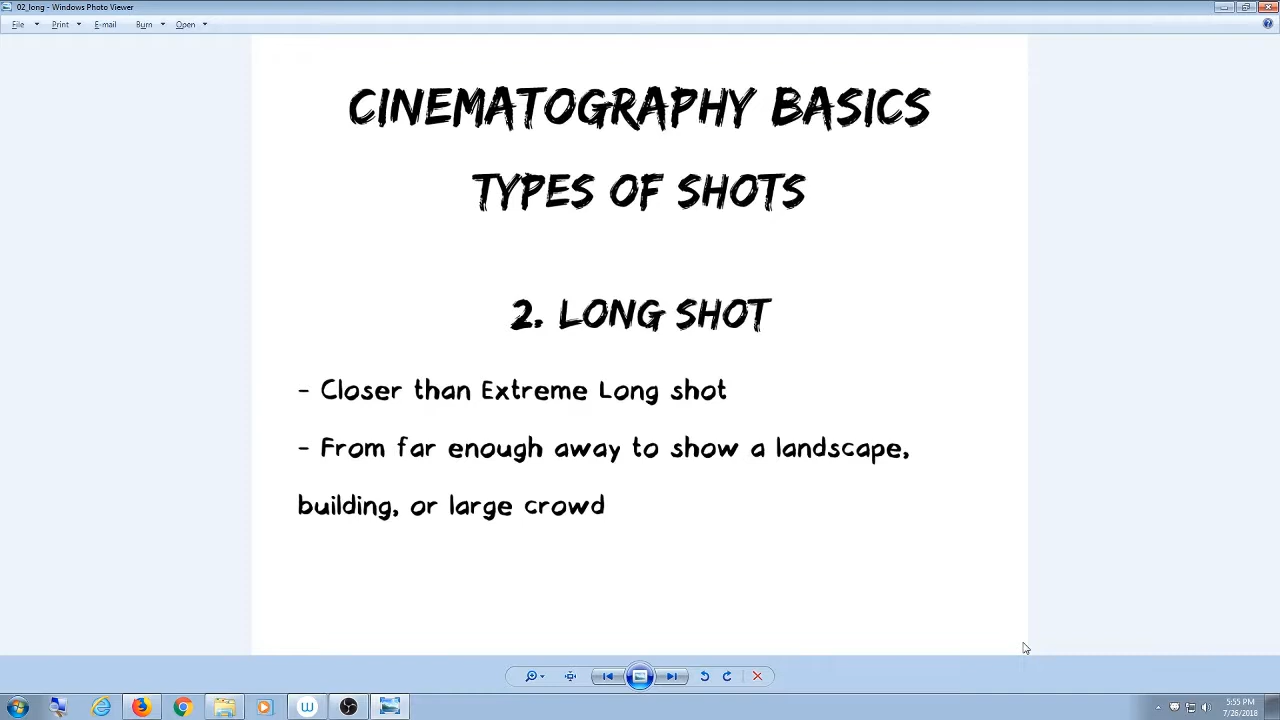 02_long - Windows Photo Viewer
File Print E-mail Burn Open
CINEMATOGRAPHY BASICS
TYPES OF SHOTS
2. LONG SHOT
- Closer than Extreme Long shot
- From far enough away to show a landscape,
building, or large crowd
5:55 PM
7/26/2018